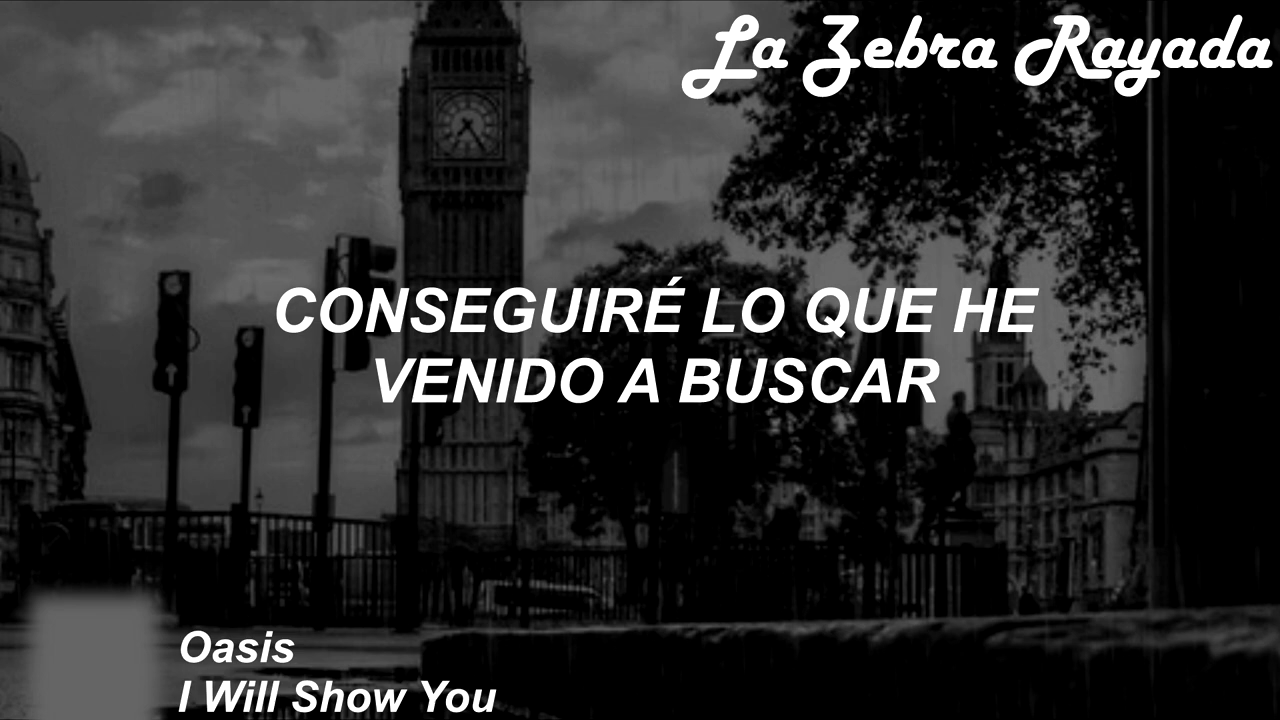 La Zebra Rayada
CONSEGUIRÉ LO QUE HE
VENIDO A BUSCAR
Oasis
I Will Show You